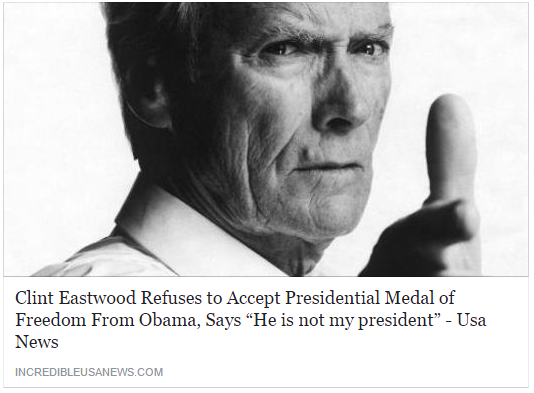 Clint Eastwood Refuses to Accept Presidential Medal of
Freedom From Obama, Says “He is not my president” - Usa
News
INCREDIBLEUSANEWS.COM